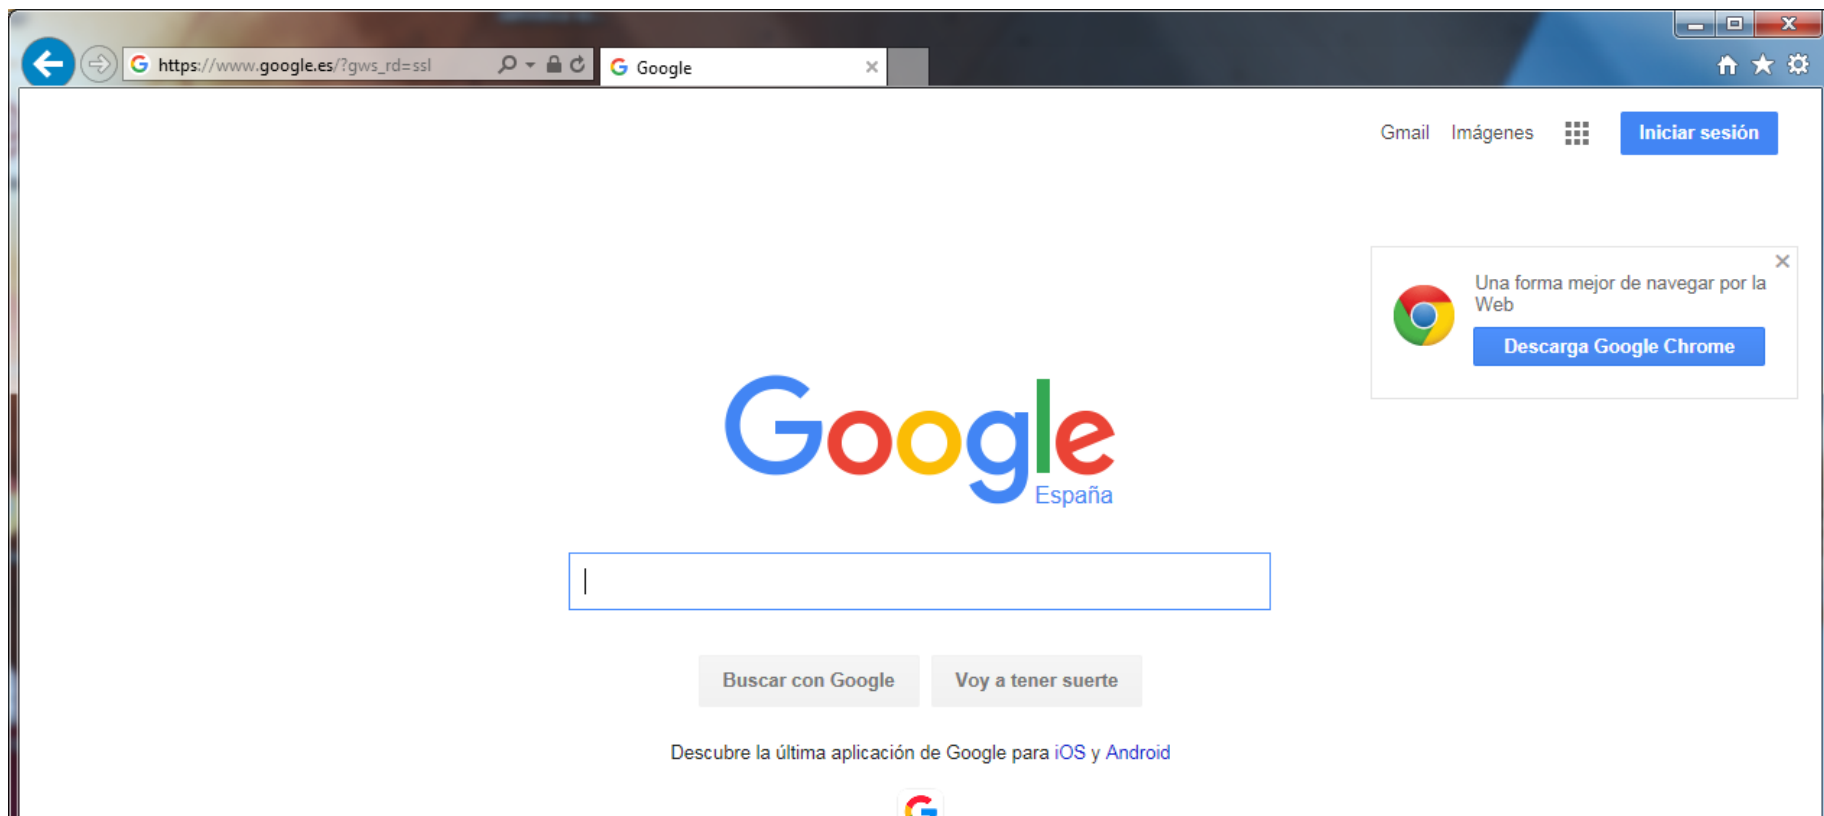 https://www.google.es/?gws_rd=ssl
Google
Gmail Imágenes Iniciar sesión
Una forma mejor de navegar por la
Web
Descarga Google Chrome
Google
España
Buscar con Google Voy a tener suerte
Descubre la última aplicación de Google para iOS y Android